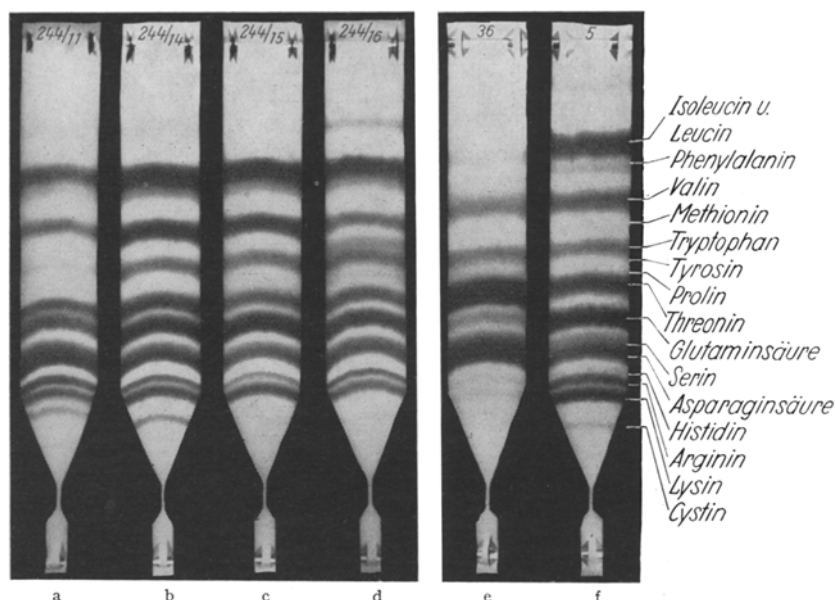 244/11
244/14
244/15
244/16
36
5
Isoleucin u.
Leucin
Phenylalanin
Valin
Methionin
Tryptophan
Tyrosin
Prolin
Threonin
Glutaminsäure
Serin
Asparaginsäure
Histidin
Arginin
Lysin
Cystin
a b c d e f